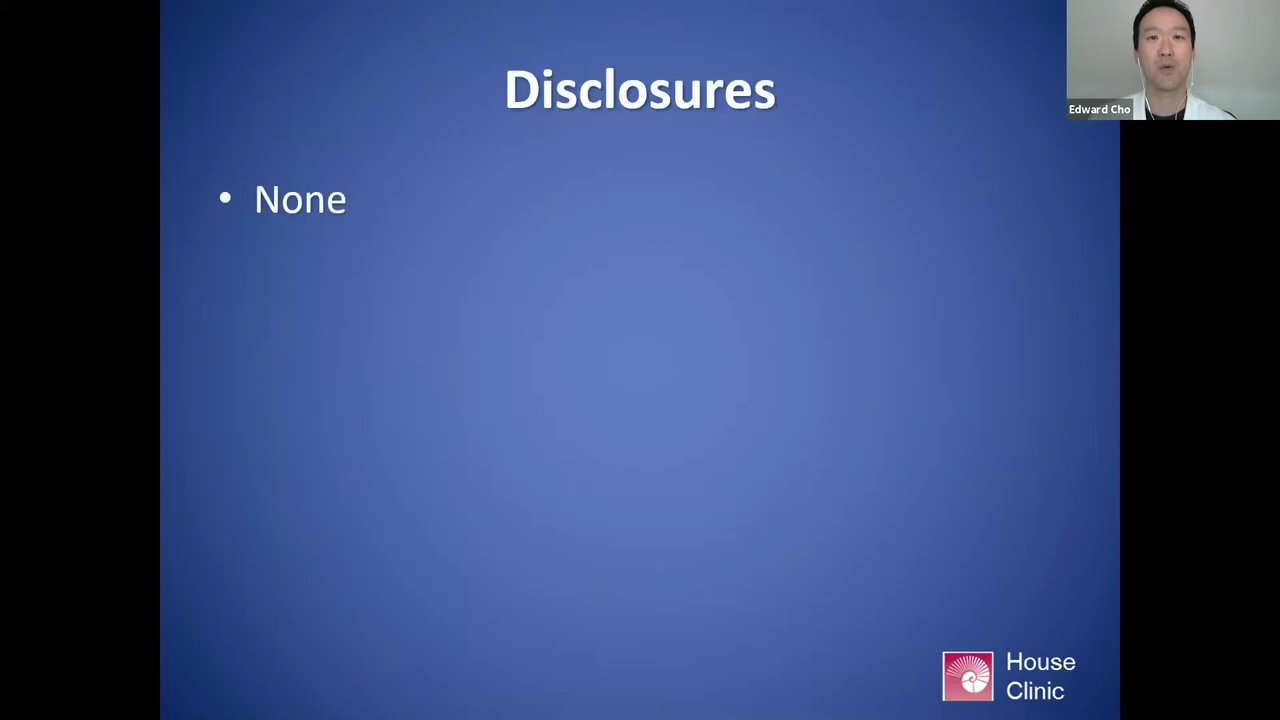 Disclosures
Edward Cho
• None
House
Clinic